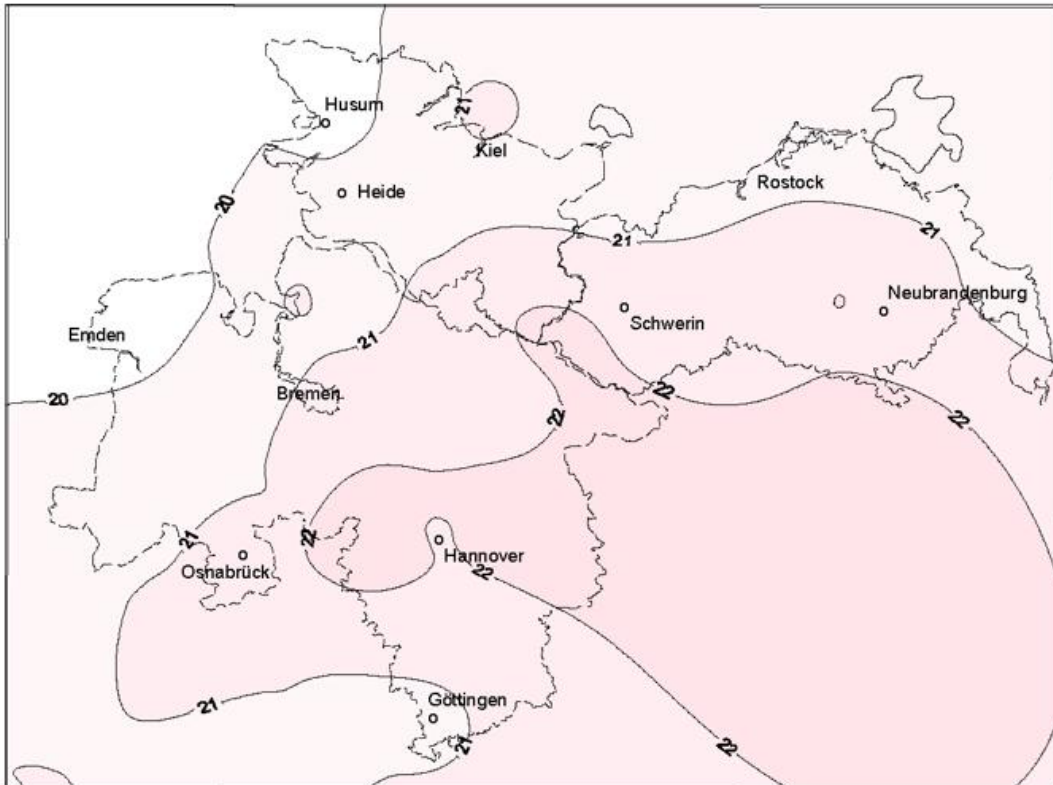 Husum
21
Kiel
Heide
20
Rostock
21
21
Neubrandenburg
Schwerin
Emden
21
20
Bremen
22
22
22
21
22
Hannover
Osnabrück
22
21
Göttingen
21
22